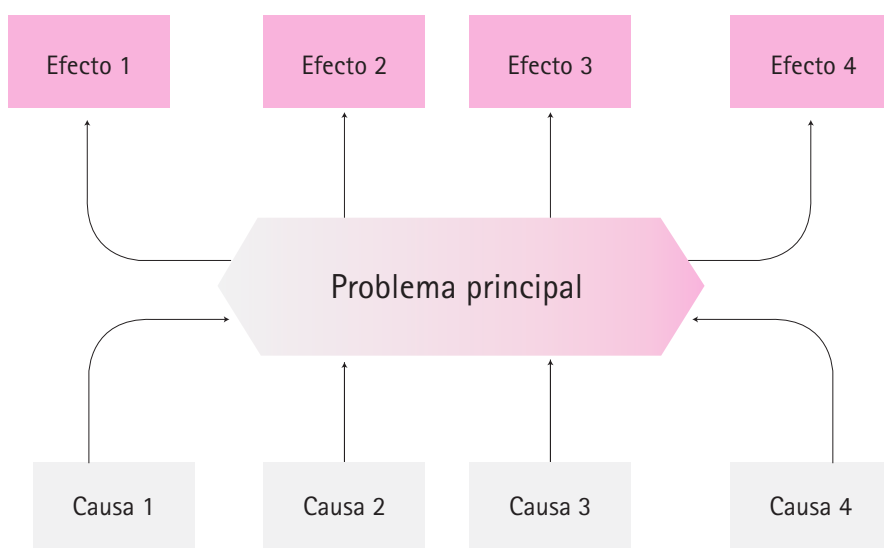 Efecto 1
Efecto 2
Efecto 3
Efecto 4
Problema principal
Causa 1
Causa 2
Causa 3
Causa 4